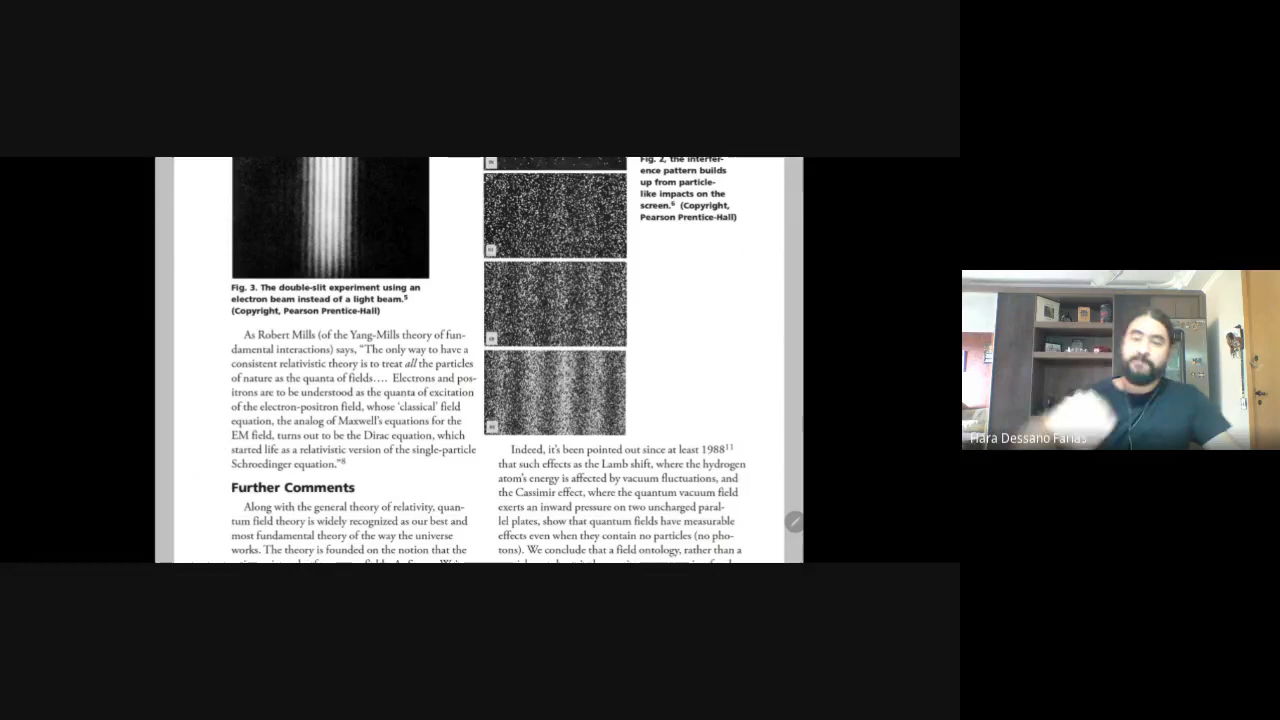 Fig. 3. The double-slit experiment using an
electron beam instead of a light beam.⁵
(Copyright, Pearson Prentice-Hall)
As Robert Mills (of the Yang-Mills theory of fun-
damental interactions) says, “The only way to have a
consistent relativistic theory is to treat all the particles
of nature as the quanta of fields…. Electrons and pos-
itrons are to be understood as the quanta of excitation
of the electron-positron field, whose ‘classical’ field
equation, the analog of Maxwell’s equations for the
EM field, turns out to be the Dirac equation, which
started life as a relativistic version of the single-particle
Schroedinger equation.”⁸
Further Comments
Along with the general theory of relativity, quan-
tum field theory is widely recognized as our best and
most fundamental theory of the way the universe
works. The theory is founded on the notion that the
Fig. 2, the interfer-
ence pattern builds
up from particle-
like impacts on the
screen.⁶ (Copyright,
Pearson Prentice-Hall)
Indeed, it’s been pointed out since at least 1988¹¹
that such effects as the Lamb shift, where the hydrogen
atom’s energy is affected by vacuum fluctuations, and
the Cassimir effect, where the quantum vacuum field
exerts an inward pressure on two uncharged paral-
lel plates, show that quantum fields have measurable
effects even when they contain no particles (no pho-
tons). We conclude that a field ontology, rather than a
Dessano Farias